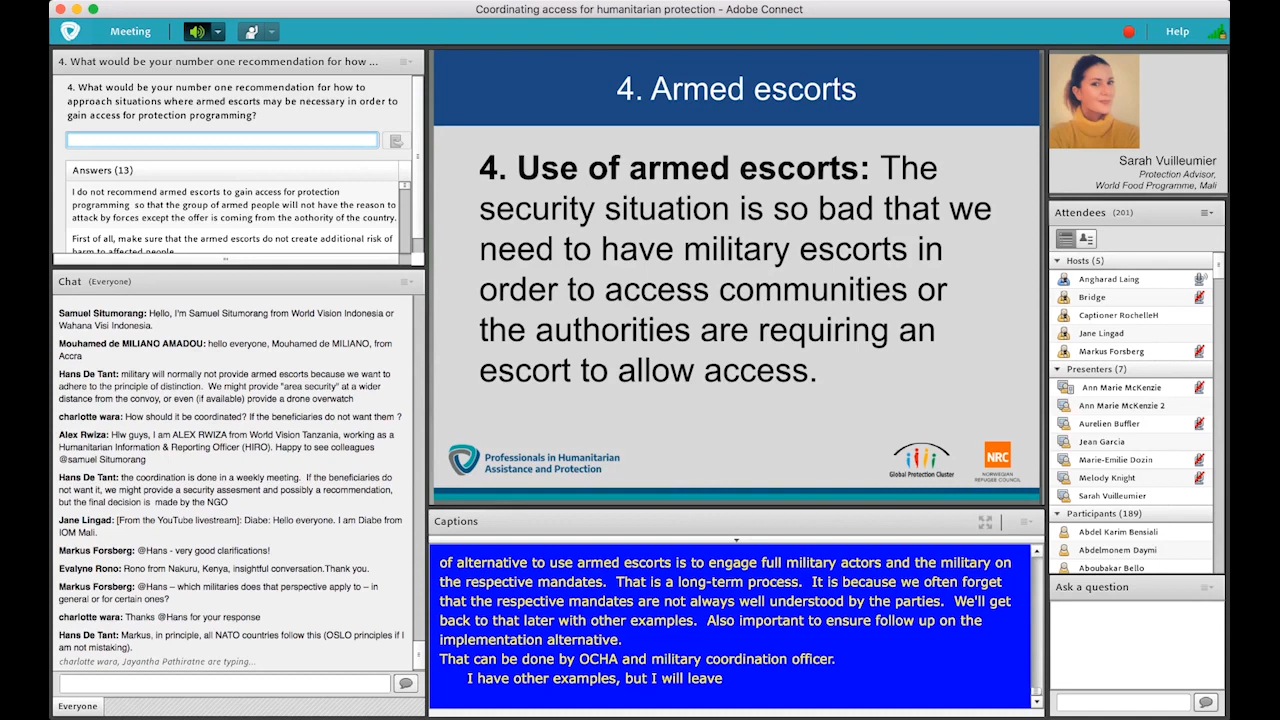 Coordinating access for humanitarian protection - Adobe Connect
Meeting
Help
4. What would be your number one recommendation for how ...
4. What would be your number one recommendation for how to
approach situations where armed escorts may be necessary in order to
gain access for protection programming?
Answers (13)
I do not recommend armed escorts to gain access for protection
programming so that the group of armed people will not have the reason to
attack by forces except the offer is coming from the authority of the country.
First of all, make sure that the armed escorts do not create additional risk of
harm to affected people
Chat (Everyone)
Samuel Situmorang: Hello, I'm Samuel Situmorang from World Vision Indonesia or
Wahana Visi Indonesia.
Mouhamed de MILIANO AMADOU: hello everyone, Mouhamed de MILIANO, from
Accra
Hans De Tant: military will normally not provide armed escorts because we want to
adhere to the principle of distinction. We might provide "area security" at a wider
distance from the convoy, or even (if available) provide a drone overwatch
charlotte wara: How should it be coordinated? If the beneficiaries do not want them ?
Alex Rwiza: Hiw guys, I am ALEX RWIZA from World Vision Tanzania, working as a
Humanitarian Information & Reporting Officer (HIRO). Happy to see colleagues
@samuel Situmorang
Hans De Tant: the coordination is done in a weekly meeting. If the beneficiaries do
not want it, we might provide a security assesment and possibly a recommendation,
but the final decision is made by the NGO
Jane Lingad: [From the YouTube livestream]: Diabe: Hello everyone. I am Diabe from
IOM Mali.
Markus Forsberg: @Hans - very good clarifications!
Evalyne Rono: Rono from Nakuru, Kenya, insightful conversation.Thank you.
Markus Forsberg: @Hans – which militaries does that perspective apply to – in
general or for certain ones?
charlotte wara: Thanks @Hans for your response
Hans De Tant: Markus, in principle, all NATO countries follow this (OSLO principles if I
am not mistaking).
charlotte wara, Jayantha Pathiratne are typing...
Everyone
4. Armed escorts
4. Use of armed escorts: The
security situation is so bad that we
need to have military escorts in
order to access communities or
the authorities are requiring an
escort to allow access.
Professionals in Humanitarian
Assistance and Protection
Global Protection Cluster
NRC
NORWEGIAN
REFUGEE COUNCIL
Captions
of alternative to use armed escorts is to engage full military actors and the military on
the respective mandates. That is a long-term process. It is because we often forget
that the respective mandates are not always well understood by the parties. We'll get
back to that later with other examples. Also important to ensure follow up on the
implementation alternative.
That can be done by OCHA and military coordination officer.
I have other examples, but I will leave
Sarah Vuilleumier
Protection Advisor,
World Food Programme, Mali
Attendees (201)
Hosts (5)
Angharad Laing
Bridge
Captioner RochelleH
Jane Lingad
Markus Forsberg
Presenters (7)
Ann Marie McKenzie
Ann Marie McKenzie 2
Aurelien Buffler
Jean Garcia
Marie-Emilie Dozin
Melody Knight
Sarah Vuilleumier
Participants (189)
Abdel Karim Bensiali
Abdelmonem Daymi
Aboubakar Bello
Ask a question